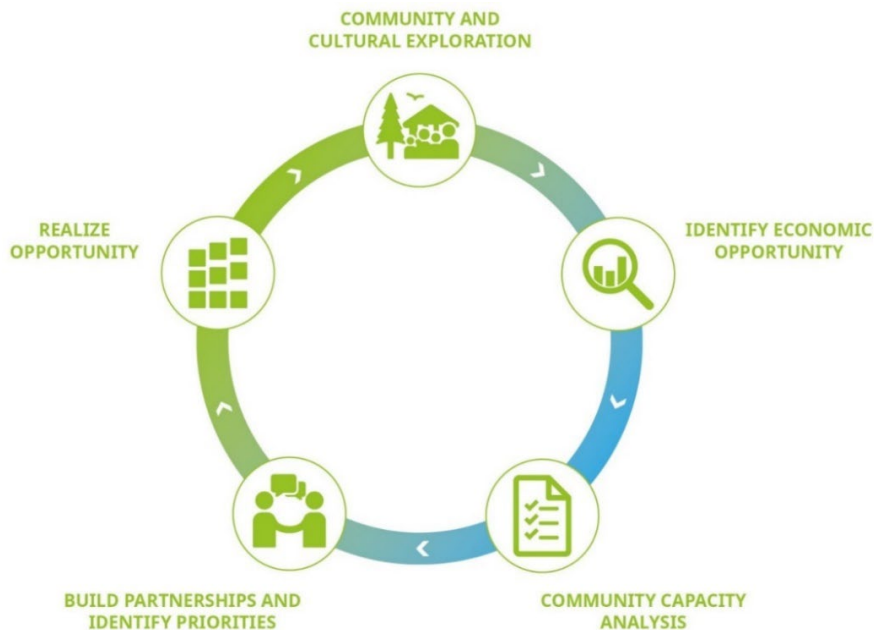 COMMUNITY AND
CULTURAL EXPLORATION
IDENTIFY ECONOMIC
OPPORTUNITY
COMMUNITY CAPACITY
ANALYSIS
BUILD PARTNERSHIPS AND
IDENTIFY PRIORITIES
REALIZE
OPPORTUNITY